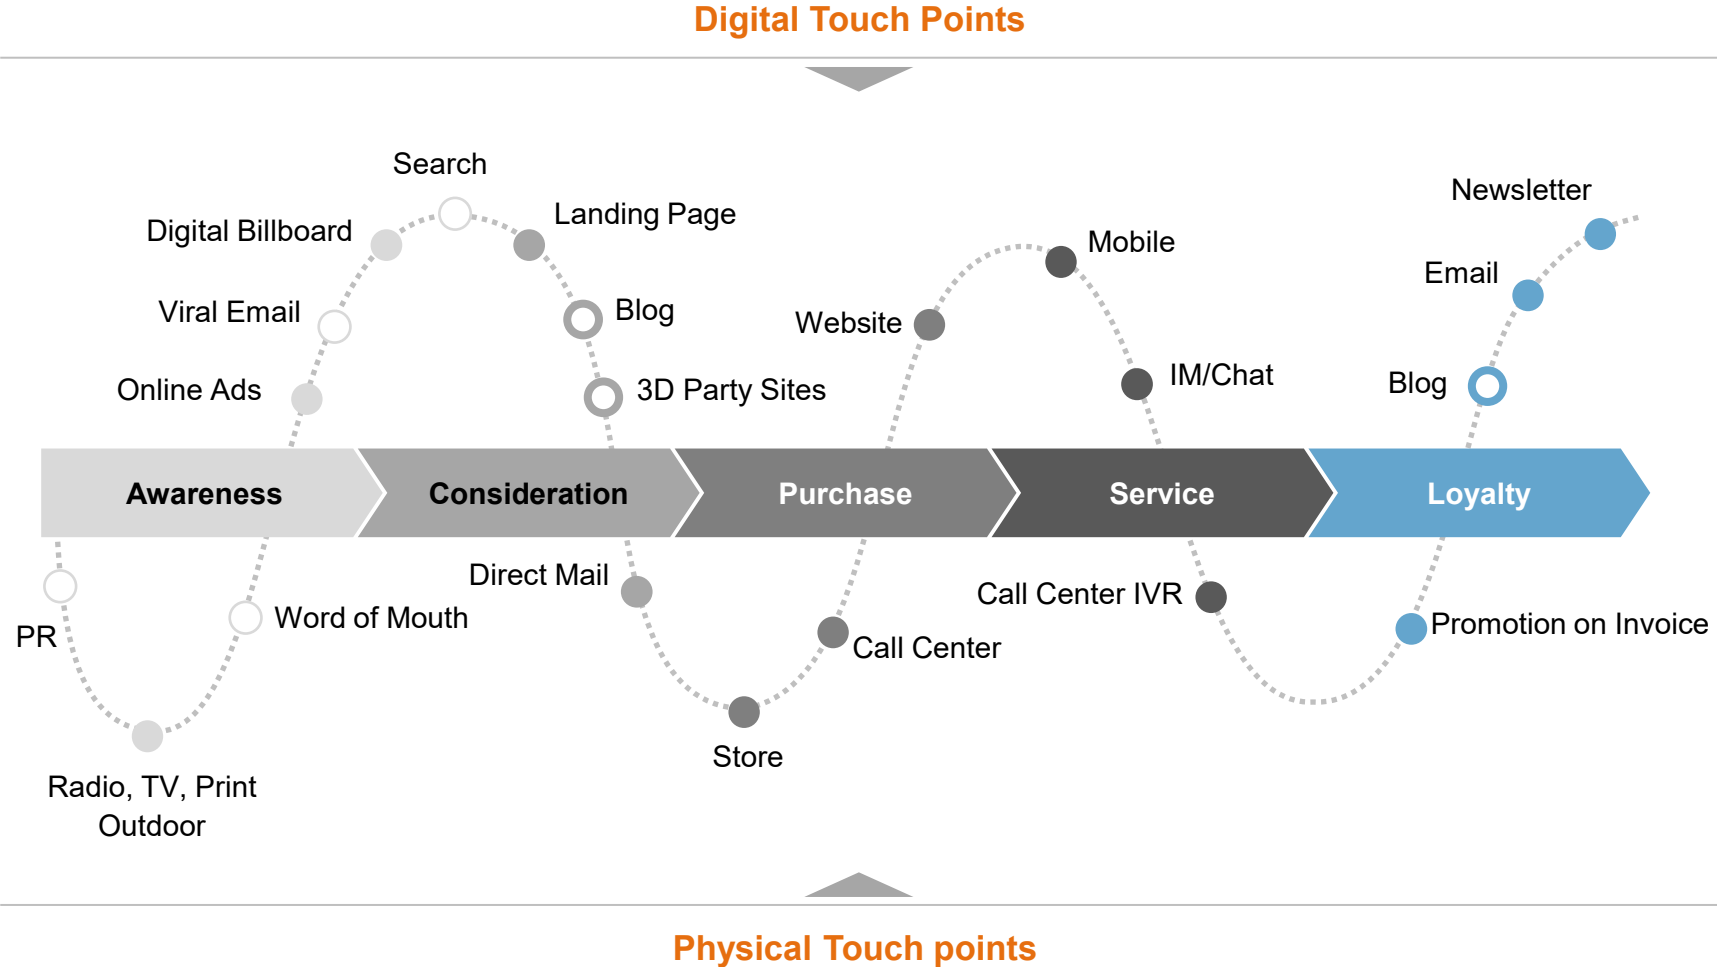 Digital Touch Points
Search
Newsletter
Landing Page
Digital Billboard
Mobile
Email
Viral Email
Blog
Website
IM/Chat
Blog
Online Ads
3D Party Sites
Awareness
Consideration
Purchase
Service
Loyalty
Direct Mail
Call Center IVR
Word of Mouth
Promotion on Invoice
PR
Call Center
Store
Radio, TV, Print
Outdoor
Physical Touch points